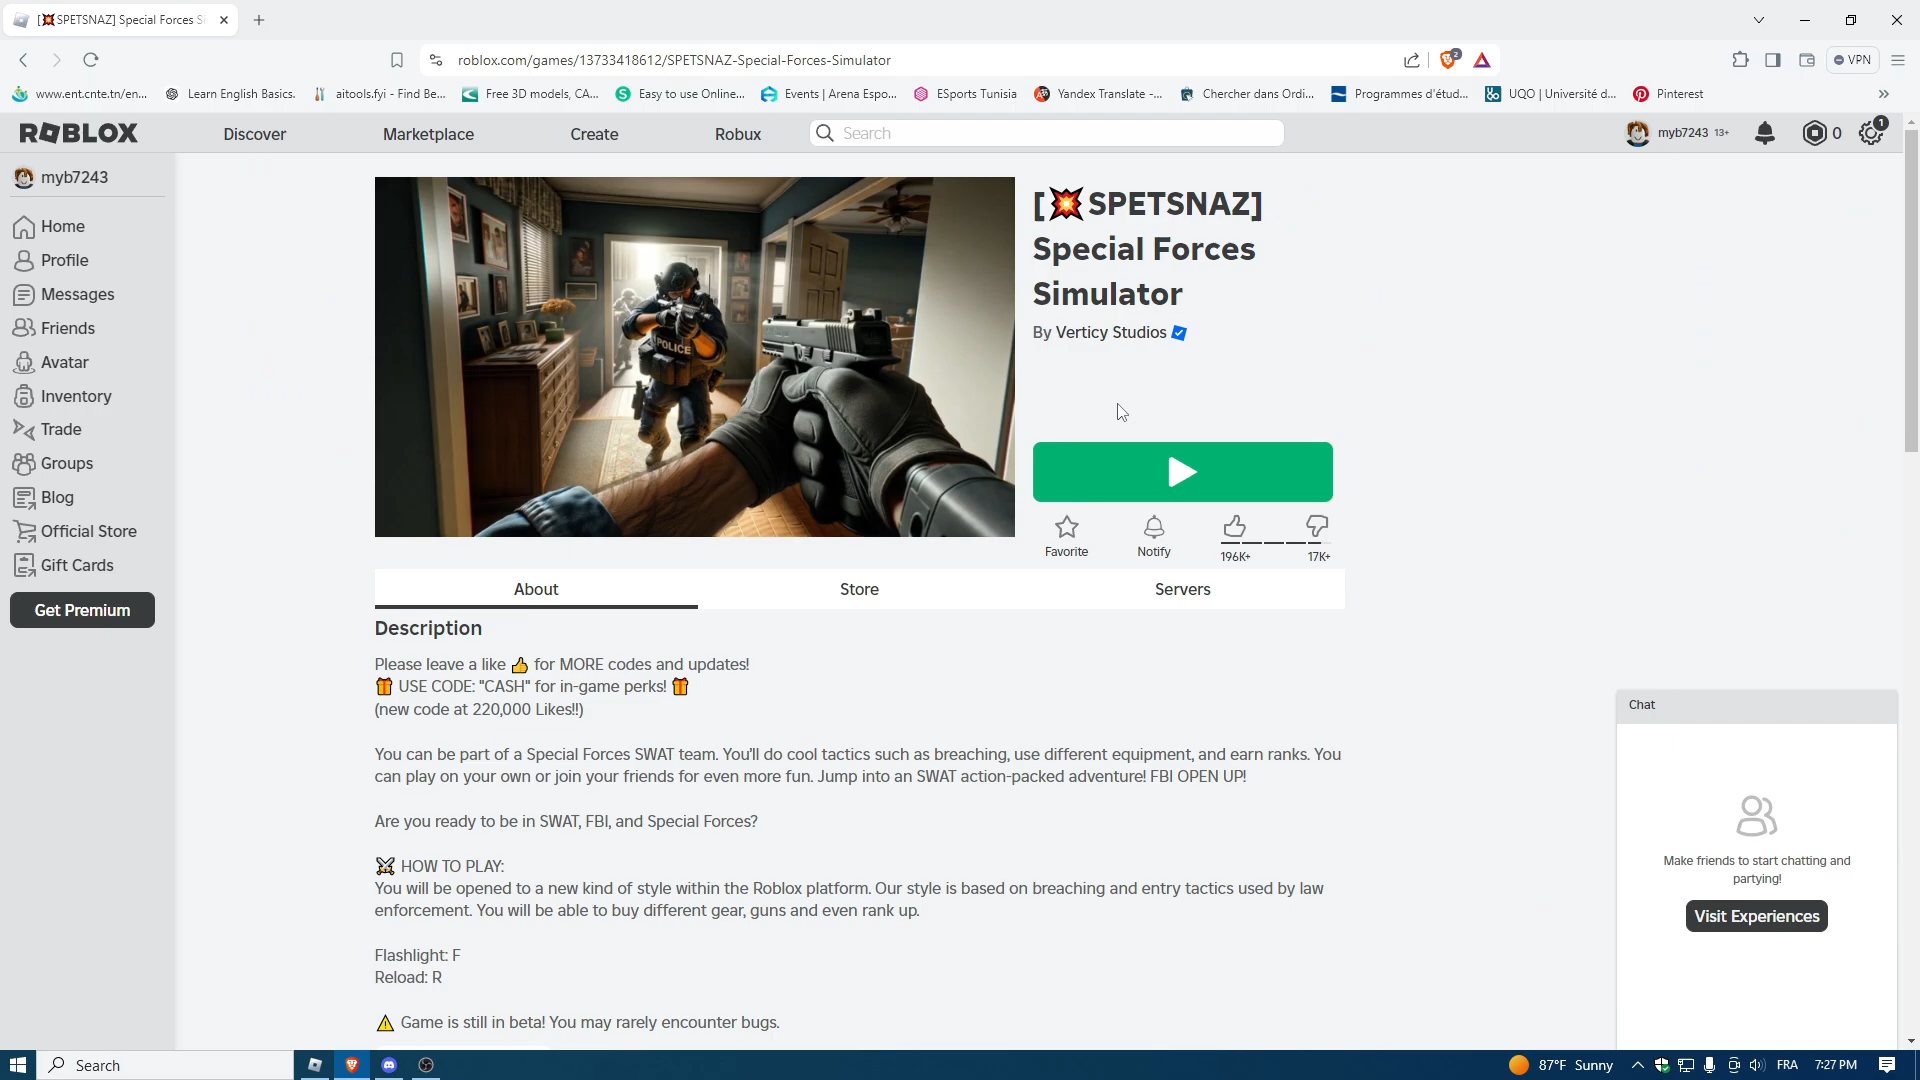 [💥SPETSNAZ] Special Forces Si
roblox.com/games/13733418612/SPETSNAZ-Special-Forces-Simulator
2
VPN
www.ent.cnte.tn/en...
Learn English Basics.
aitools.fyi - Find Be...
Free 3D models, CA...
Easy to use Online...
Events | Arena Espo...
ESports Tunisia
Yandex Translate -...
Chercher dans Ordi...
Programmes d'étud...
UQO | Université d...
Pinterest
ROBLOX
Discover
Marketplace
Create
Robux
Search
myb7243 13+
0
1
myb7243
Home
Profile
Messages
Friends
Avatar
Inventory
Trade
Groups
Blog
Official Store
Gift Cards
Get Premium
POLICE
[💥SPETSNAZ]
Special Forces
Simulator
By Verticy Studios
Favorite
Notify
196K+
17K+
About
Store
Servers
Description
Please leave a like 👍 for MORE codes and updates!
🎁 USE CODE: "CASH" for in-game perks! 🎁
(new code at 220,000 Likes!!)
You can be part of a Special Forces SWAT team. You'll do cool tactics such as breaching, use different equipment, and earn ranks. You
can play on your own or join your friends for even more fun. Jump into an SWAT action-packed adventure! FBI OPEN UP!
Are you ready to be in SWAT, FBI, and Special Forces?
⚔️ HOW TO PLAY:
You will be opened to a new kind of style within the Roblox platform. Our style is based on breaching and entry tactics used by law
enforcement. You will be able to buy different gear, guns and even rank up.
Flashlight: F
Reload: R
⚠️ Game is still in beta! You may rarely encounter bugs.
Chat
Make friends to start chatting and
partying!
Visit Experiences
Search
87°F Sunny
FRA
7:27 PM